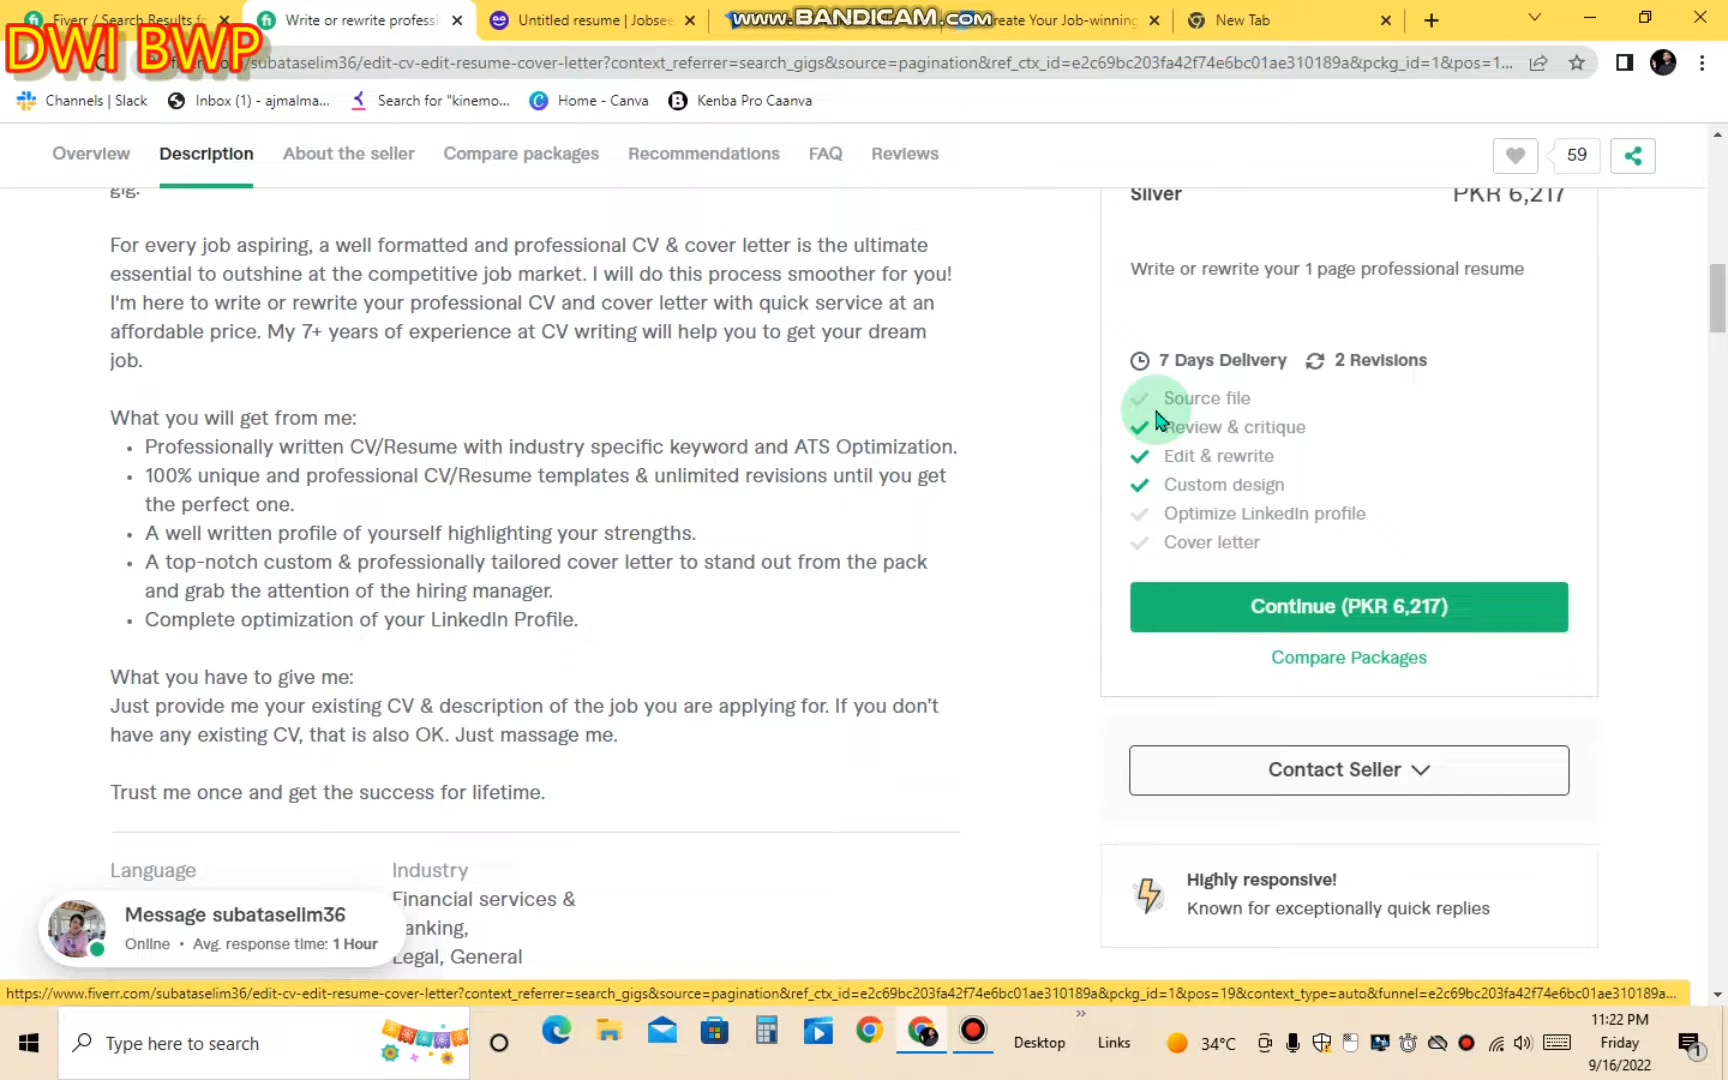 Fiverr / Search Results fo
Write or rewrite professi
Untitled resume | Jobsee
www.BANDICAM.com
reate Your Job-winning
New Tab
DWI BWP
subataselim36/edit-cv-edit-resume-cover-letter?context_referrer=search_gigs&source=pagination&ref_ctx_id=e2c69bc203fa42f74e6bc01ae310189a&pckg_id=1&pos=1...
Channels | Slack
Inbox (1) - ajmalma...
Search for "kinemo...
Home - Canva
Kenba Pro Caanva
Overview
Description
About the seller
Compare packages
Recommendations
FAQ
Reviews
59
gig.
For every job aspiring, a well formatted and professional CV & cover letter is the ultimate
essential to outshine at the competitive job market. I will do this process smoother for you!
I'm here to write or rewrite your professional CV and cover letter with quick service at an
affordable price. My 7+ years of experience at CV writing will help you to get your dream
job.
What you will get from me:
• Professionally written CV/Resume with industry specific keyword and ATS Optimization.
• 100% unique and professional CV/Resume templates & unlimited revisions until you get
the perfect one.
• A well written profile of yourself highlighting your strengths.
• A top-notch custom & professionally tailored cover letter to stand out from the pack
and grab the attention of the hiring manager.
• Complete optimization of your LinkedIn Profile.
What you have to give me:
Just provide me your existing CV & description of the job you are applying for. If you don't
have any existing CV, that is also OK. Just massage me.
Trust me once and get the success for lifetime.
Language
Industry
Financial services &
anking,
Legal, General
Message subataselim36
Online • Avg. response time: 1 Hour
Silver PKR 6,217
Write or rewrite your 1 page professional resume
7 Days Delivery 2 Revisions
Source file
Review & critique
Edit & rewrite
Custom design
Optimize LinkedIn profile
Cover letter
Continue (PKR 6,217)
Compare Packages
Contact Seller
Highly responsive!
Known for exceptionally quick replies
https://www.fiverr.com/subataselim36/edit-cv-edit-resume-cover-letter?context_referrer=search_gigs&source=pagination&ref_ctx_id=e2c69bc203fa42f74e6bc01ae310189a&pckg_id=1&pos=19&context_type=auto&funnel=e2c69bc203fa42f74e6bc01ae310189a...
Type here to search
Desktop
Links
34°C
11:22 PM
Friday
9/16/2022
1